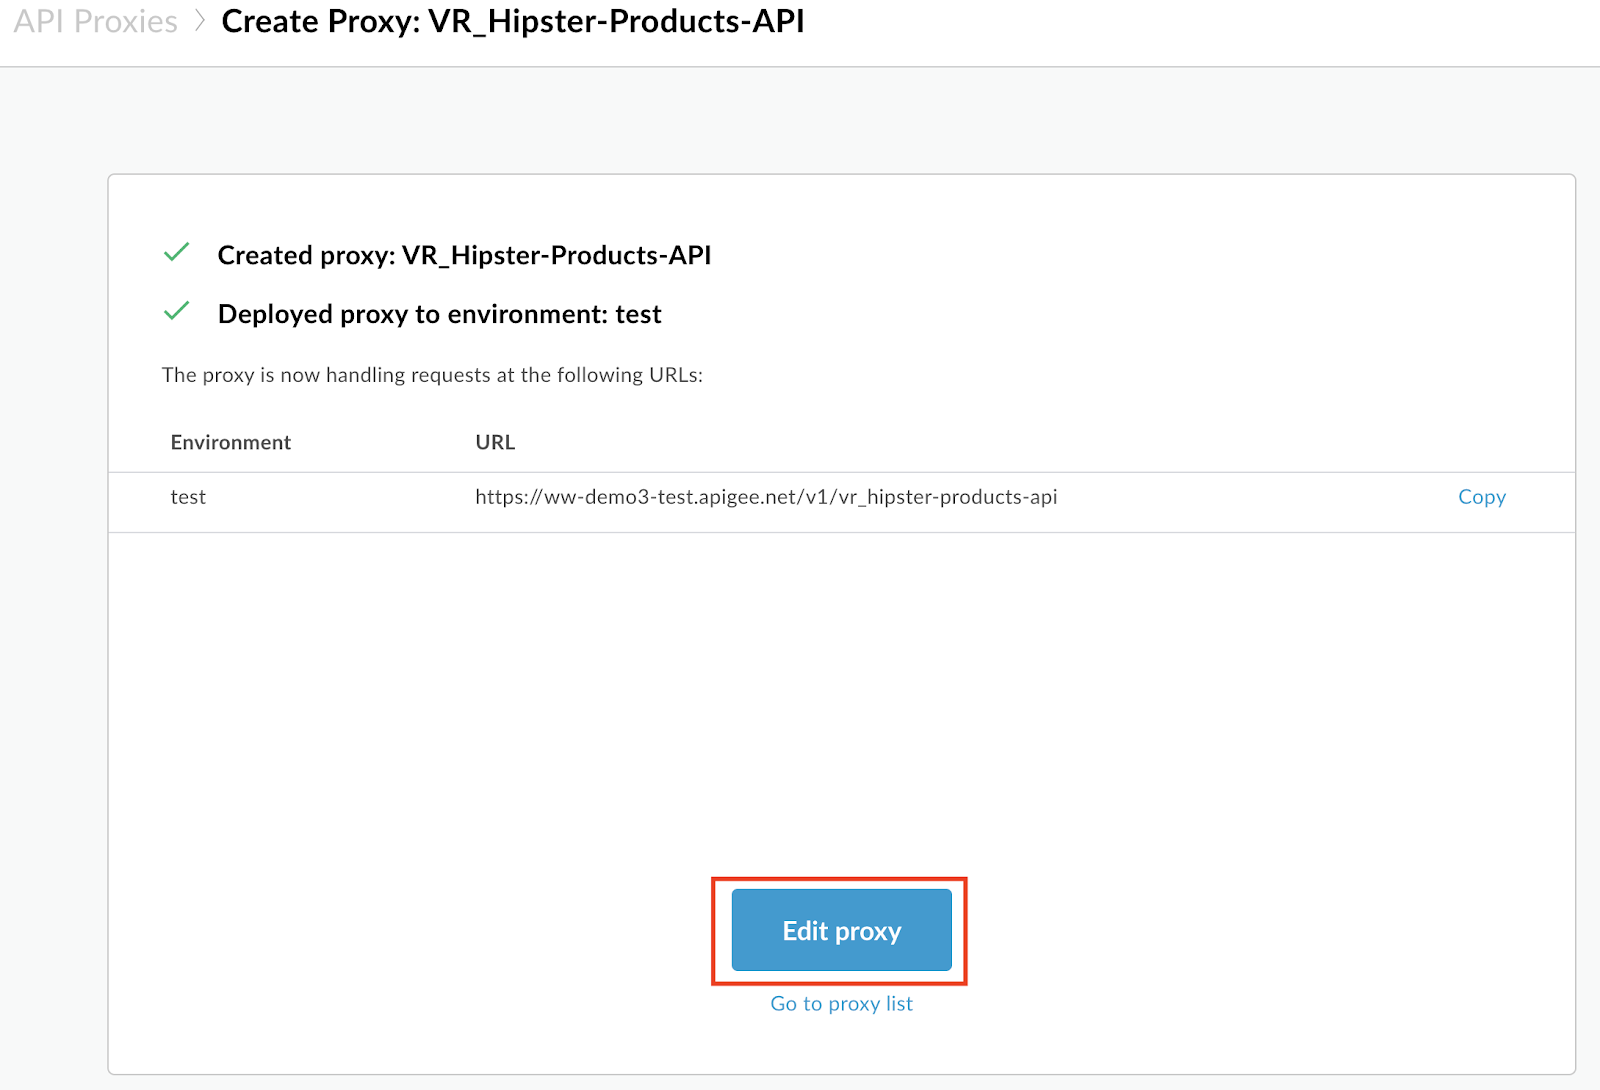 API Proxies > Create Proxy: VR_Hipster-Products-API
Created proxy: VR_Hipster-Products-API
Deployed proxy to environment: test
The proxy is now handling requests at the following URLs:
Environment URL
test https://ww-demo3-test.apigee.net/v1/vr_hipster-products-api Copy
Edit proxy
Go to proxy list